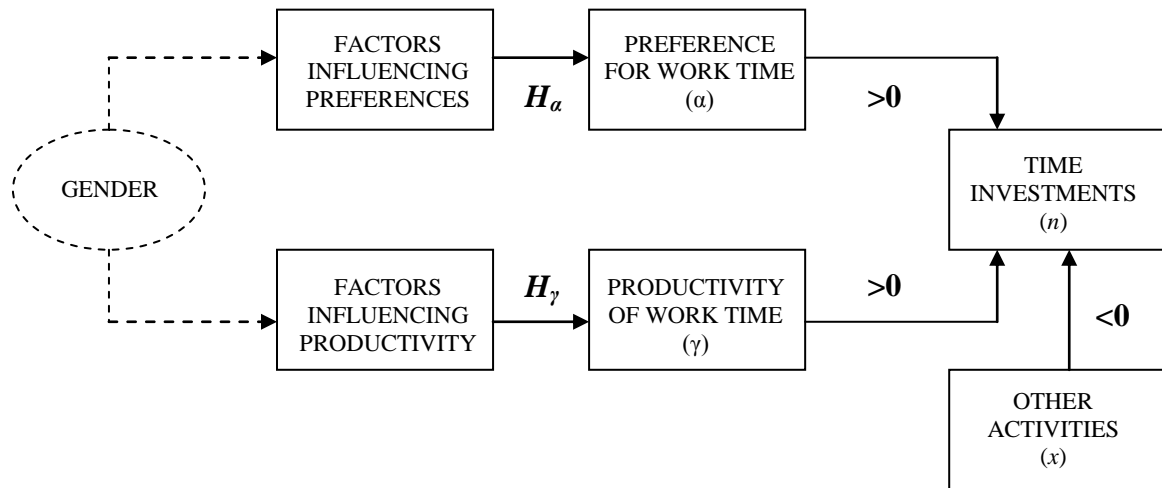 FACTORS
INFLUENCING
PREFERENCES
H_α
PREFERENCE
FOR WORK TIME
(α)
>0
GENDER
TIME
INVESTMENTS
(n)
FACTORS
INFLUENCING
PRODUCTIVITY
H_γ
PRODUCTIVITY
OF WORK TIME
(γ)
>0
<0
OTHER
ACTIVITIES
(x)